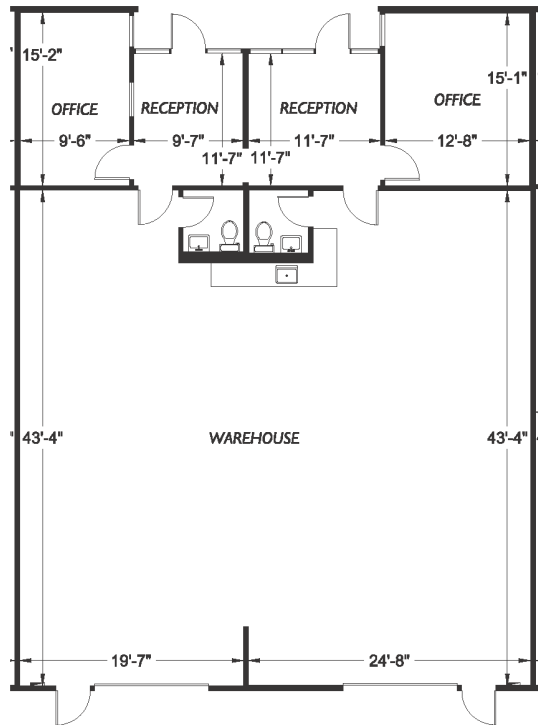 15'-2"
15'-1"
OFFICE
RECEPTION
RECEPTION
OFFICE
9'-6"
9'-7"
11'-7"
12'-8"
11'-7"
11'-7"
43'-4"
WAREHOUSE
43'-4"
19'-7"
24'-8"